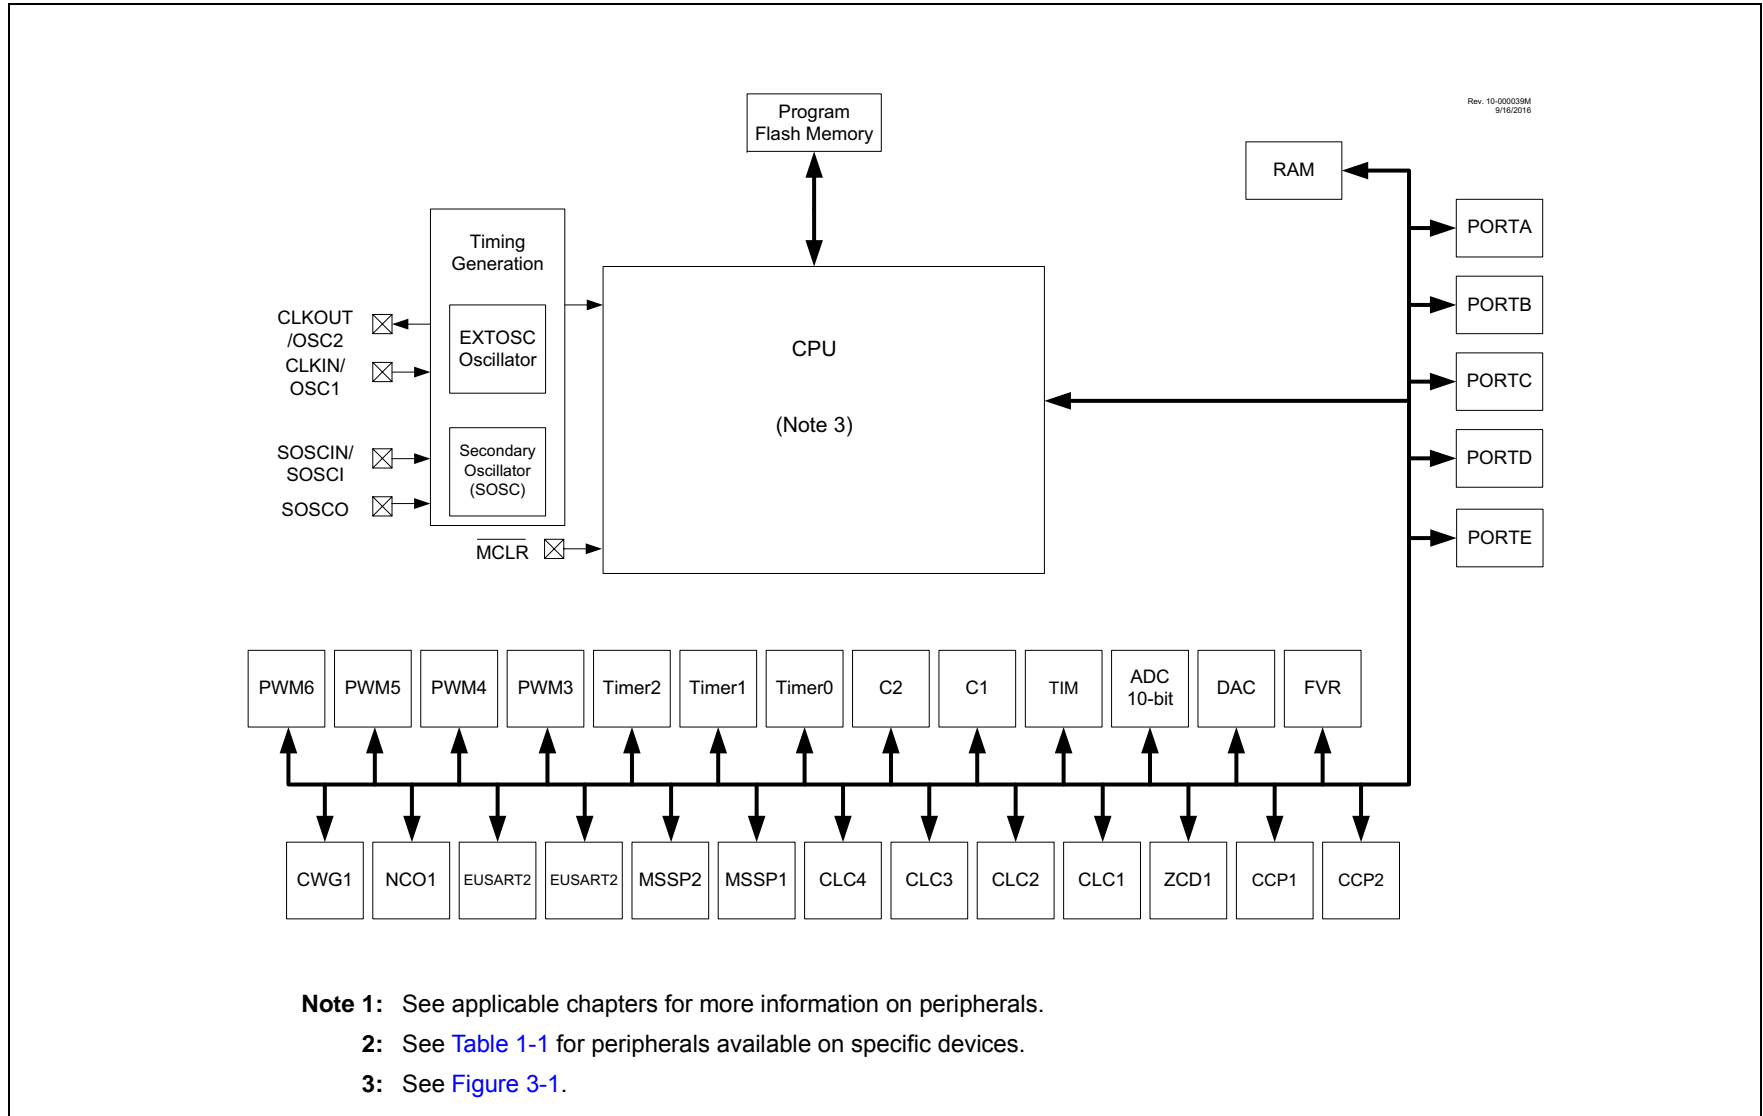 Rev. 10-000039M
9/16/2016
Program
Flash Memory
RAM
PORTA
PORTB
PORTC
PORTD
PORTE
Timing
Generation
EXTOSC
Oscillator
Secondary
Oscillator
(SOSC)
CLKOUT
/OSC2
CLKIN/
OSC1
SOSCIN/
SOSCI
SOSCO
MCLR
CPU
(Note 3)
PWM6
PWM5
PWM4
PWM3
Timer2
Timer1
Timer0
C2
C1
TIM
ADC
10-bit
DAC
FVR
CWG1
NCO1
EUSART2
EUSART2
MSSP2
MSSP1
CLC4
CLC3
CLC2
CLC1
ZCD1
CCP1
CCP2
Note 1: See applicable chapters for more information on peripherals.
2: See Table 1-1 for peripherals available on specific devices.
3: See Figure 3-1.